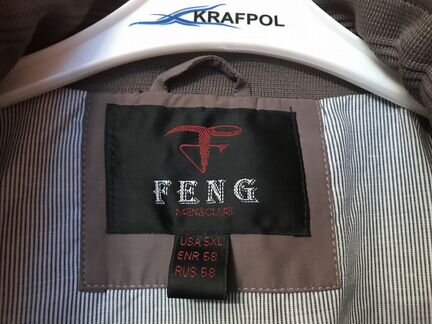 KRAFPOL
FENG
MEN&CLUB
USA 5XL
ENR 58
RUS 58